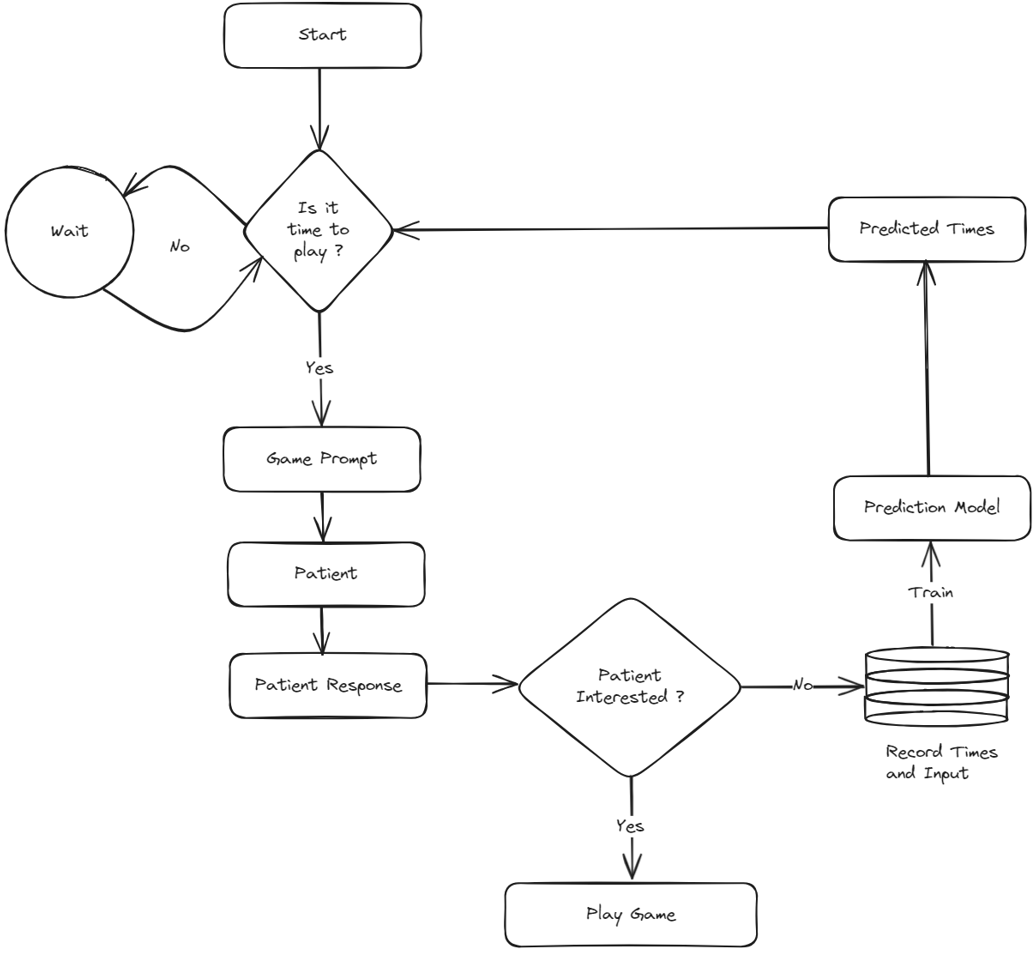 Start
Is it
time to
play ?
Wait
No
Predicted Times
Yes
Game Prompt
Prediction Model
Patient
Train
Patient Response
Patient
Interested ?
No
Record Times
and Input
Yes
Play Game